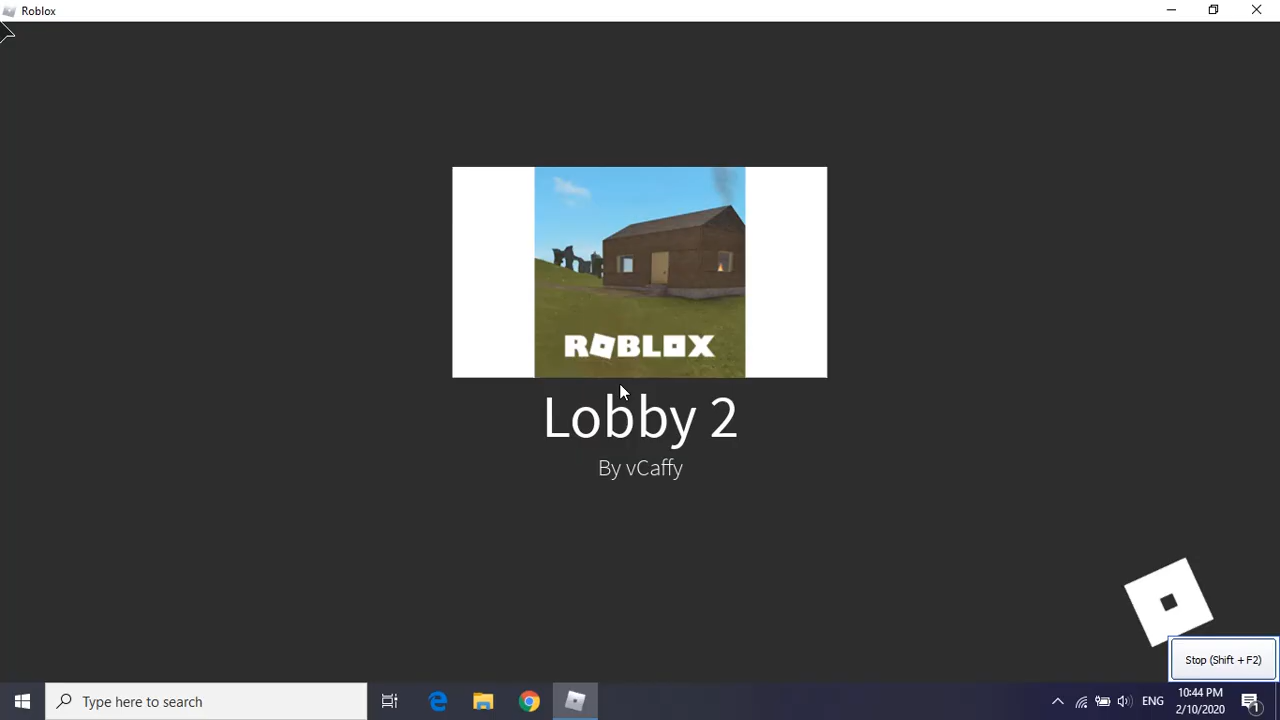 Roblox
ROBLOX
Lobby 2
By vCaffy
Stop (Shift + F2)
Type here to search
ENG
10:44 PM
2/10/2020
1